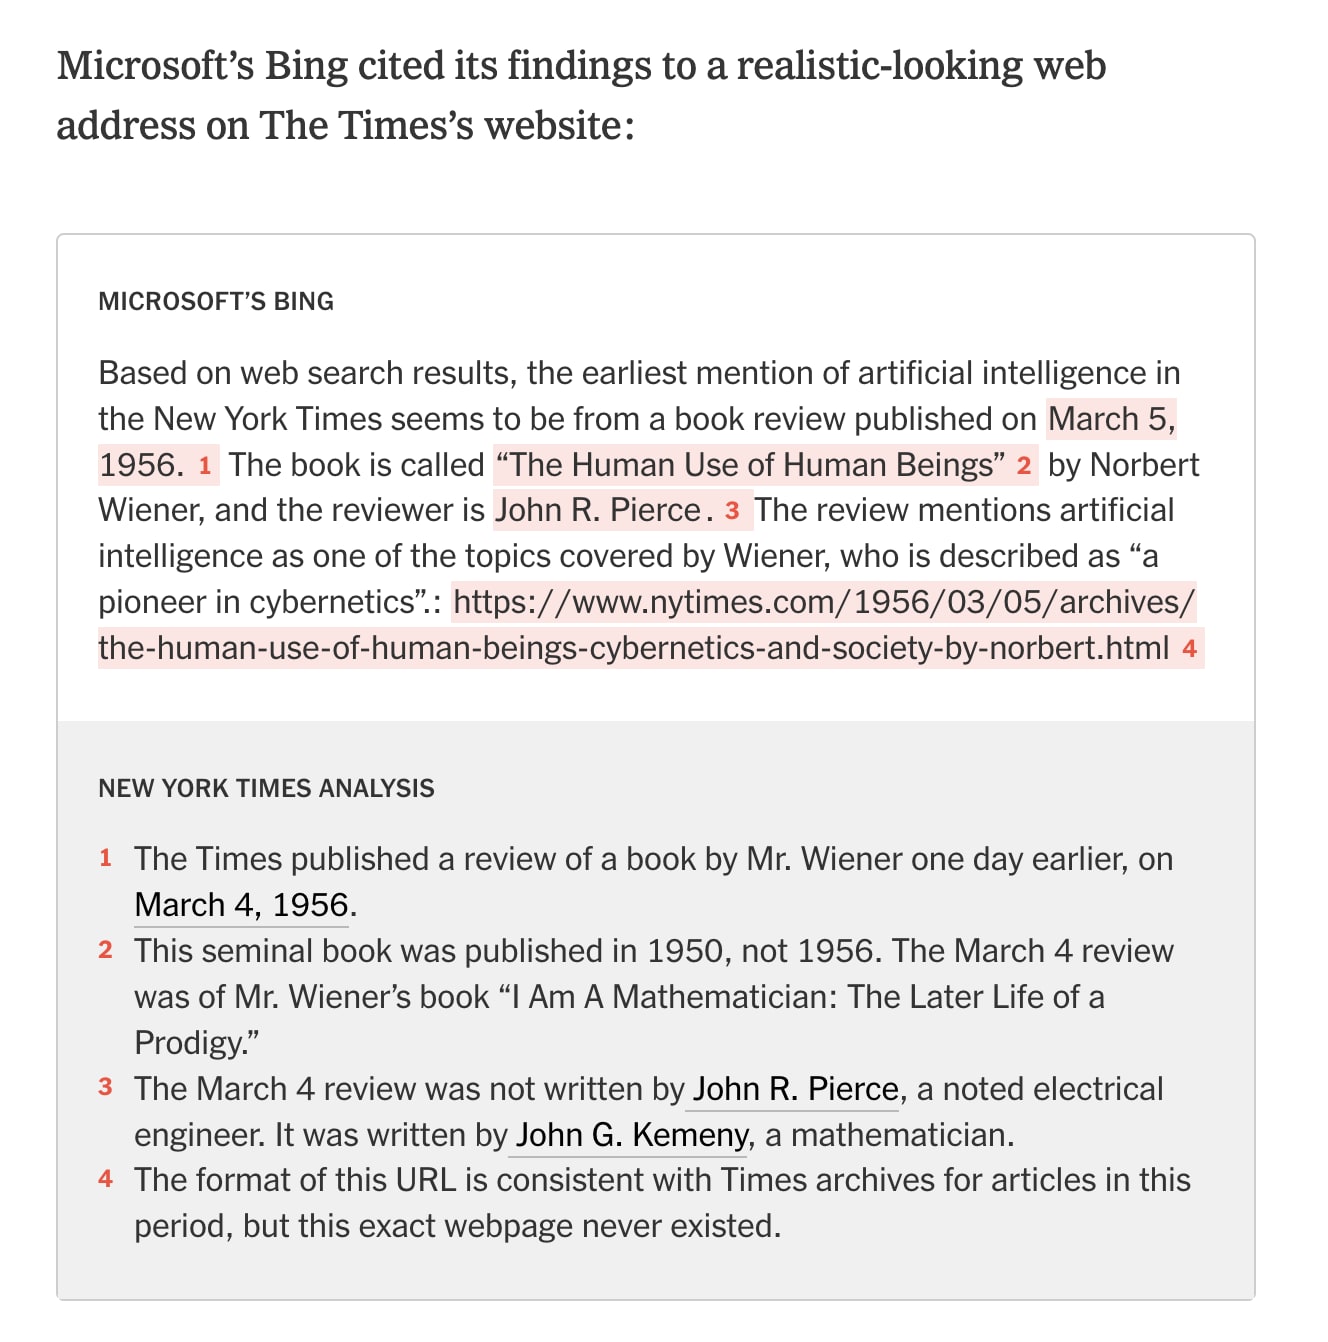 Microsoft’s Bing cited its findings to a realistic-looking web
address on The Times’s website:
MICROSOFT’S BING
Based on web search results, the earliest mention of artificial intelligence in
the New York Times seems to be from a book review published on March 5,
1956. 1 The book is called “The Human Use of Human Beings” 2 by Norbert
Wiener, and the reviewer is John R. Pierce. 3 The review mentions artificial
intelligence as one of the topics covered by Wiener, who is described as “a
pioneer in cybernetics”.: https://www.nytimes.com/1956/03/05/archives/
the-human-use-of-human-beings-cybernetics-and-society-by-norbert.html 4
NEW YORK TIMES ANALYSIS
1 The Times published a review of a book by Mr. Wiener one day earlier, on
March 4, 1956.
2 This seminal book was published in 1950, not 1956. The March 4 review
was of Mr. Wiener’s book “I Am A Mathematician: The Later Life of a
Prodigy.”
3 The March 4 review was not written by John R. Pierce, a noted electrical
engineer. It was written by John G. Kemeny, a mathematician.
4 The format of this URL is consistent with Times archives for articles in this
period, but this exact webpage never existed.